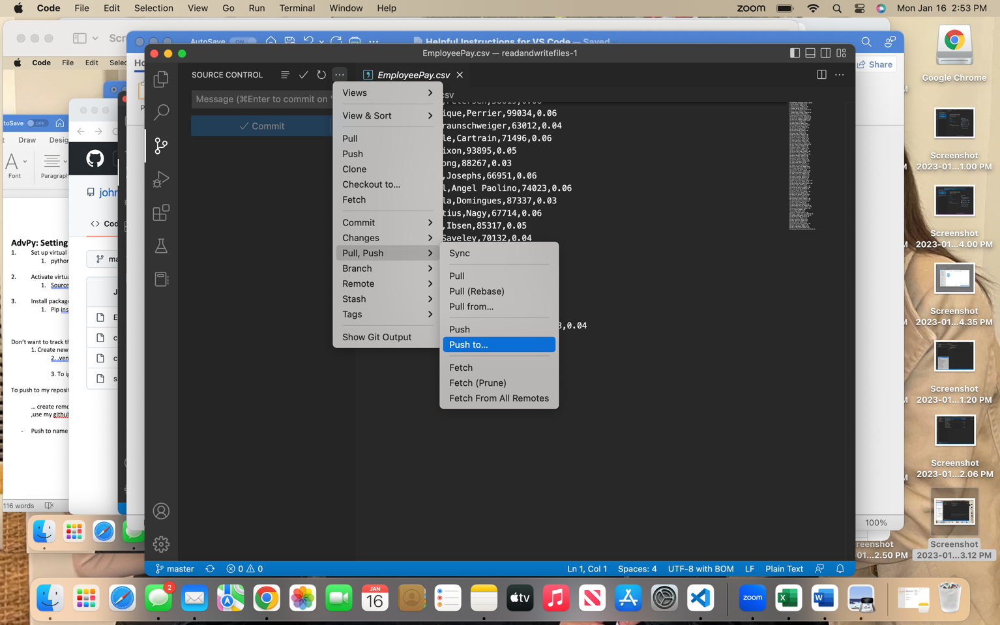 Code File Edit Selection View Go Run Terminal Window Help
zoom Mon Jan 16 2:53 PM
AutoSave ON
Helpful Instructions for VS Code — Saved
Share
Code File Edit
EmployeePay.csv — readandwritefiles-1
SOURCE CONTROL
EmployeePay.csv
Message (⌘Enter to commit on
Commit
Views
View & Sort
Pull
Push
Clone
Checkout to...
Fetch
Commit
Changes
Pull, Push
Branch
Remote
Stash
Tags
Show Git Output
Sync
Pull
Pull (Rebase)
Pull from...
Push
Push to...
Fetch
Fetch (Prune)
Fetch From All Remotes
ique,Perrier,99034,0.06
raunschweiger,63012,0.04
le,Cartrain,71496,0.06
ixon,93895,0.05
ong,88267,0.03
,Josephs,66951,0.06
l,Angel Paolino,74023,0.06
la,Domingues,87337,0.03
tius,Nagy,67714,0.06
,Ibsen,85317,0.05
Saveley,70132,0.04
3,0.04
toSave OFF
Draw Desig
Font Paragraph
AdvPy: Setting
1. Set up virtual
1. python
2. Activate virtua
1. Source
3. Install package
1. Pip ins
Don't want to track th
1. Create new
2. .ven
3. To ig
To push to my reposit
... create remo
,use my github
- Push to name
116 words
john
<> Cod
ma
J
E
c
c
s
master 0 0
Ln 1, Col 1 Spaces: 4 UTF-8 with BOM LF Plain Text
100%
Google Chrome
Screenshot
2023-01...1.00 PM
Screenshot
2023-01...4.00 PM
Screenshot
2023-01...4.35 PM
Screenshot
2023-01...1.20 PM
Screenshot
2023-01...2.06 PM
Screenshot
2023-01...3.12 PM
reenshot
-01...2.50 PM
2
JAN
16
tv
zoom